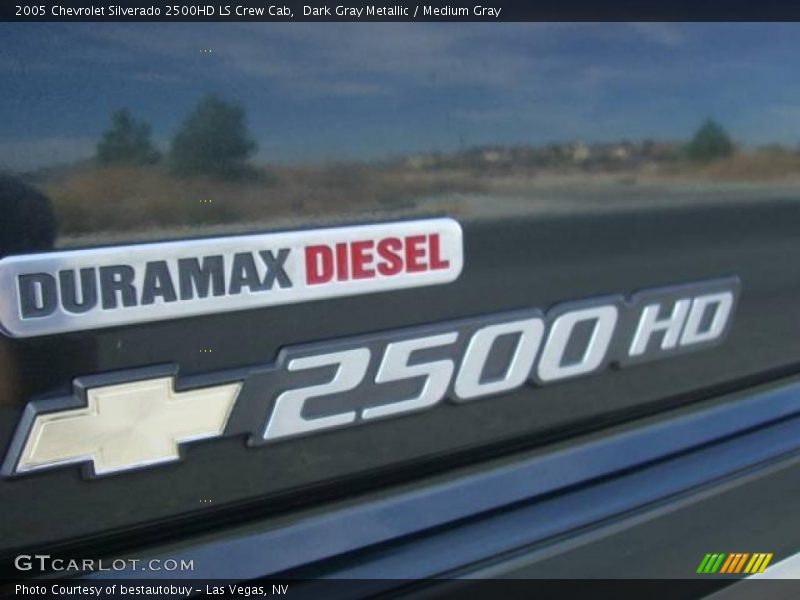 2005 Chevrolet Silverado 2500HD LS Crew Cab,  Dark Gray Metallic / Medium Gray
DURAMAX DIESEL
2500 HD
GTCARLOT.COM
Photo Courtesy of bestautobuy - Las Vegas, NV